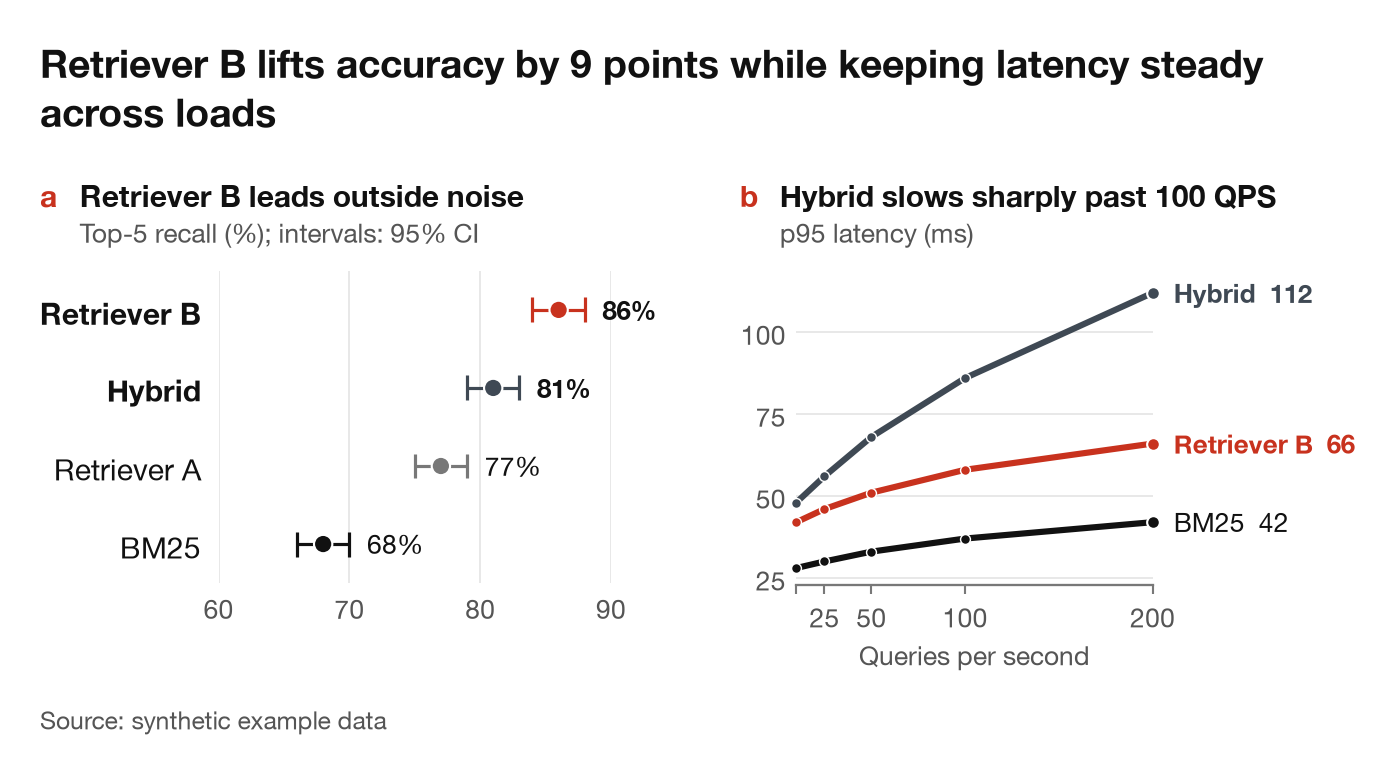 Retriever B lifts accuracy by 9 points while keeping latency steady
across loads
a Retriever B leads outside noise
Top-5 recall (%); intervals: 95% CI
Retriever B 86%
Hybrid 81%
Retriever A 77%
BM25 68%
60 70 80 90
b Hybrid slows sharply past 100 QPS
p95 latency (ms)
Hybrid 112
100
75
Retriever B 66
50
BM25 42
25
25 50 100 200
Queries per second
Source: synthetic example data